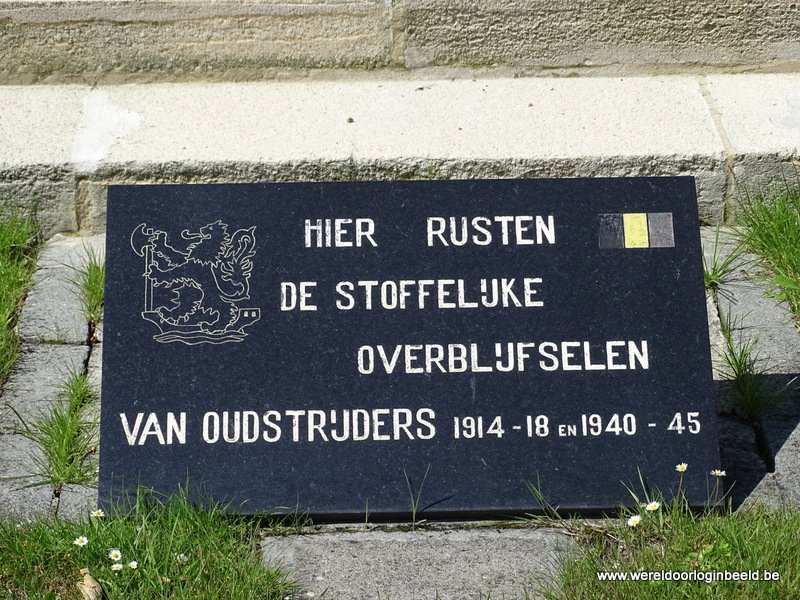 HIER RUSTEN
DE STOFFELIJKE
OVERBLIJFSELEN
VAN OUDSTRIJDERS 1914 - 18 EN 1940 - 45
www.wereldoorloginbeeld.be